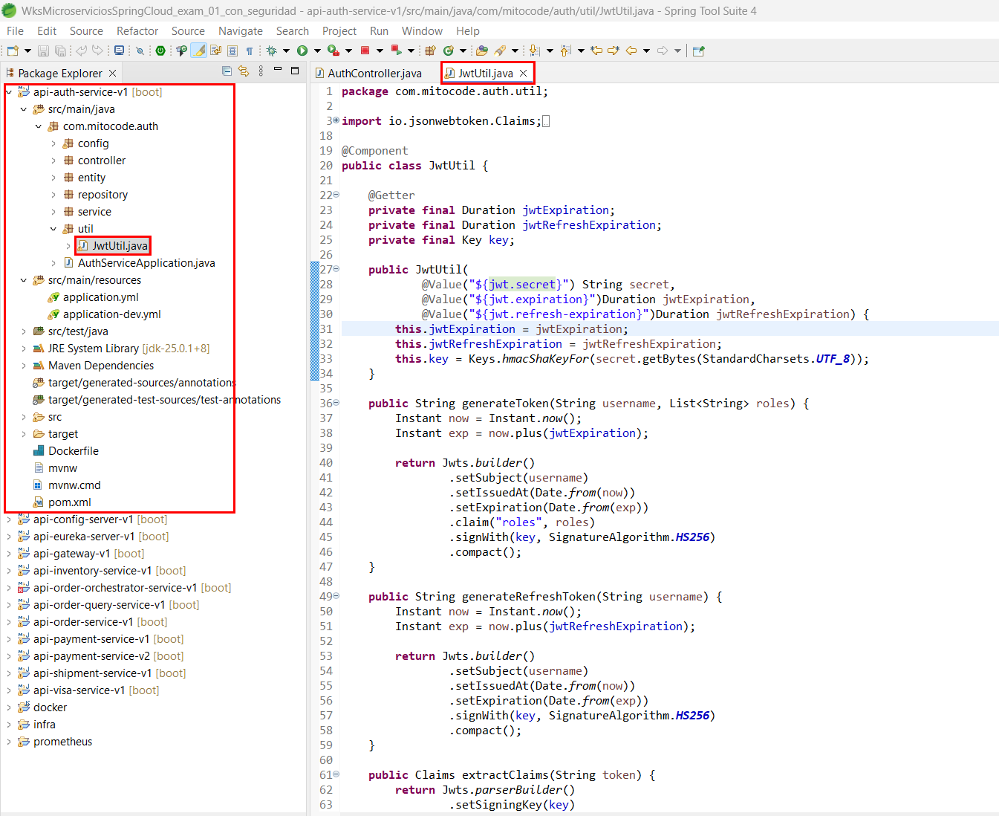 WksMicroserviciosSpringCloud_exam_01_con_seguridad - api-auth-service-v1/src/main/java/com/mitocode/auth/util/JwtUtil.java - Spring Tool Suite 4
File Edit Source Refactor Source Navigate Search Project Run Window Help
Package Explorer
api-auth-service-v1 [boot]
src/main/java
com.mitocode.auth
config
controller
entity
repository
service
util
JwtUtil.java
AuthServiceApplication.java
src/main/resources
application.yml
application-dev.yml
src/test/java
JRE System Library [jdk-25.0.1+8]
Maven Dependencies
target/generated-sources/annotations
target/generated-test-sources/test-annotations
src
target
Dockerfile
mvnw
mvnw.cmd
pom.xml
api-config-server-v1 [boot]
api-eureka-server-v1 [boot]
api-gateway-v1 [boot]
api-inventory-service-v1 [boot]
api-order-orchestrator-service-v1 [boot]
api-order-query-service-v1 [boot]
api-order-service-v1 [boot]
api-payment-service-v1 [boot]
api-payment-service-v2 [boot]
api-shipment-service-v1 [boot]
api-visa-service-v1 [boot]
docker
infra
prometheus
AuthController.java JwtUtil.java
1 package com.mitocode.auth.util;
2
3 import io.jsonwebtoken.Claims;
18
19 @Component
20 public class JwtUtil {
21
22     @Getter
23     private final Duration jwtExpiration;
24     private final Duration jwtRefreshExpiration;
25     private final Key key;
26
27     public JwtUtil(
28             @Value("${jwt.secret}") String secret,
29             @Value("${jwt.expiration}")Duration jwtExpiration,
30             @Value("${jwt.refresh-expiration}")Duration jwtRefreshExpiration) {
31         this.jwtExpiration = jwtExpiration;
32         this.jwtRefreshExpiration = jwtRefreshExpiration;
33         this.key = Keys.hmacShaKeyFor(secret.getBytes(StandardCharsets.UTF_8));
34     }
35
36     public String generateToken(String username, List<String> roles) {
37         Instant now = Instant.now();
38         Instant exp = now.plus(jwtExpiration);
39
40         return Jwts.builder()
41                 .setSubject(username)
42                 .setIssuedAt(Date.from(now))
43                 .setExpiration(Date.from(exp))
44                 .claim("roles", roles)
45                 .signWith(key, SignatureAlgorithm.HS256)
46                 .compact();
47     }
48
49     public String generateRefreshToken(String username) {
50         Instant now = Instant.now();
51         Instant exp = now.plus(jwtRefreshExpiration);
52
53         return Jwts.builder()
54                 .setSubject(username)
55                 .setIssuedAt(Date.from(now))
56                 .setExpiration(Date.from(exp))
57                 .signWith(key, SignatureAlgorithm.HS256)
58                 .compact();
59     }
60
61     public Claims extractClaims(String token) {
62         return Jwts.parserBuilder()
63                 .setSigningKey(key)